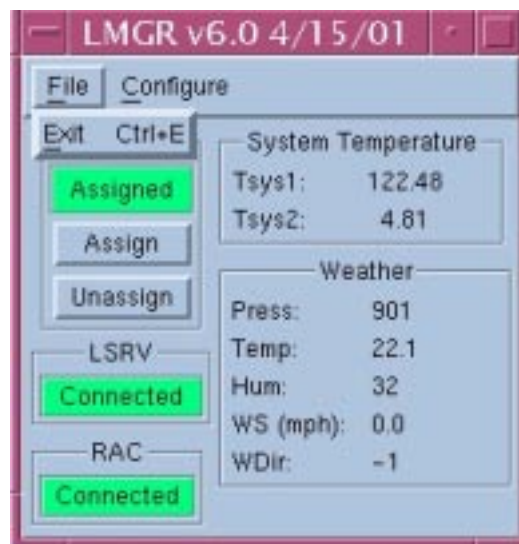 LMGR v6.0 4/15/01
File Configure
Exit Ctrl+E
Assigned
Assign
Unassign
LSRV
Connected
RAC
Connected
System Temperature
Tsys1: 122.48
Tsys2: 4.81
Weather
Press: 901
Temp: 22.1
Hum: 32
WS (mph): 0.0
WDir: -1